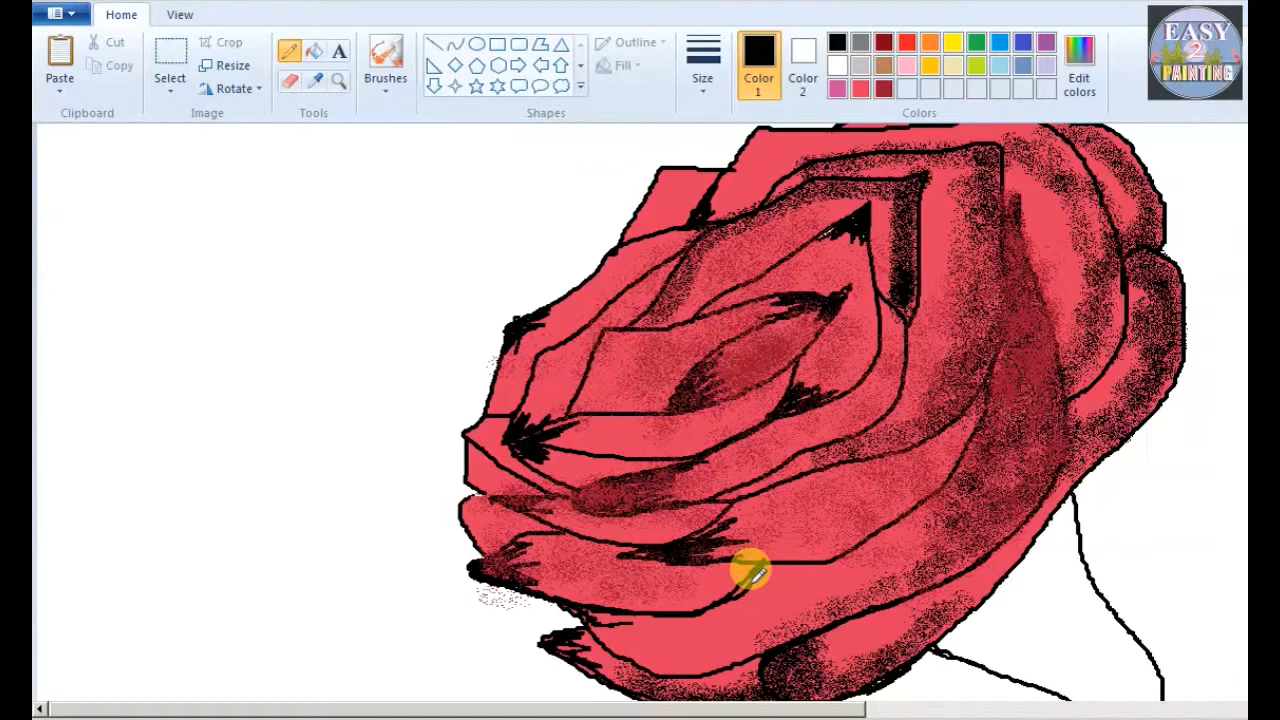 Home
View
Paste
Cut
Copy
Clipboard
Select
Crop
Resize
Rotate
Image
A
Tools
Brushes
Outline
Fill
Shapes
Size
Color
1
Color
2
Edit
colors
Colors
EASY
2
PAINTING